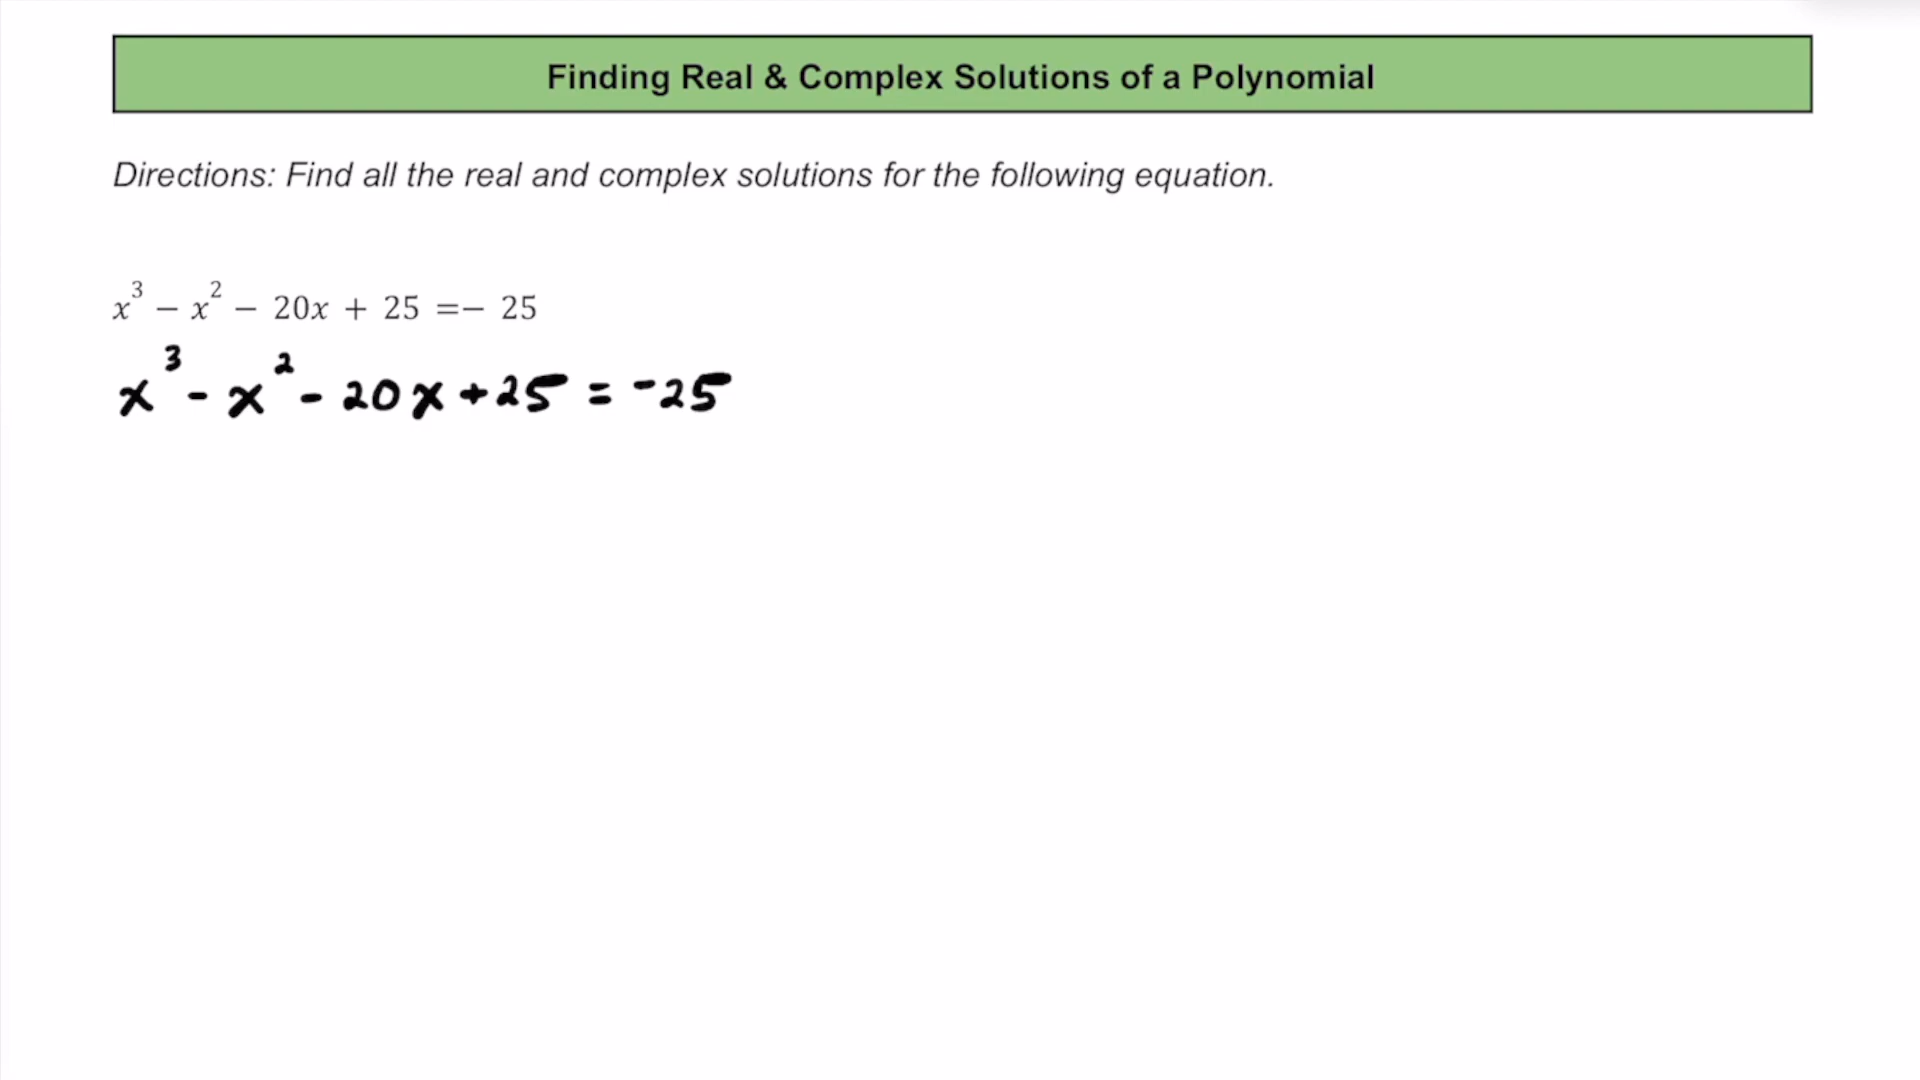 Finding Real & Complex Solutions of a Polynomial
Directions: Find all the real and complex solutions for the following equation.
x³ − x² − 20x + 25 =− 25
x³ - x² - 20x + 25 = -25